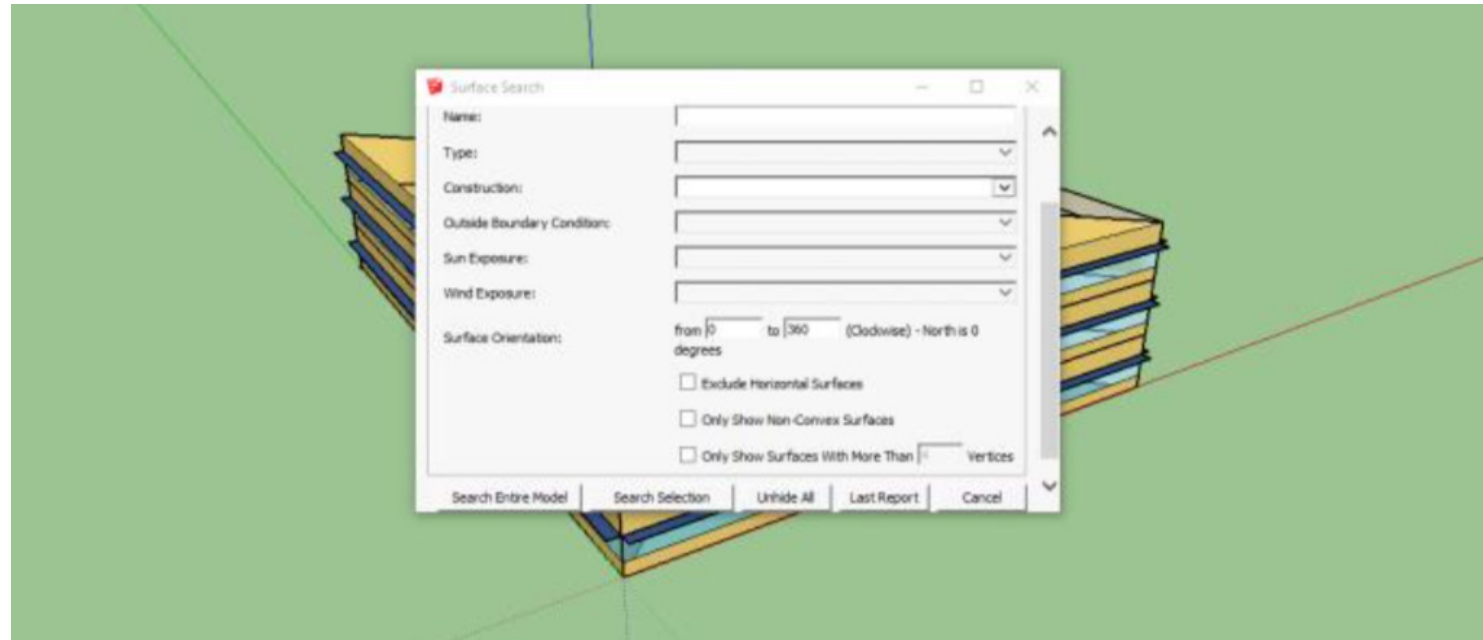 Surface Search
Name:
Type:
Construction:
Outside Boundary Condition:
Sun Exposure:
Wind Exposure:
Surface Orientation:
from 0 to 360 (Clockwise) - North is 0
degrees
Exclude Horizontal Surfaces
Only Show Non-Convex Surfaces
Only Show Surfaces With More Than Vertices
Search Entire Model Search Selection Unhide All Last Report Cancel